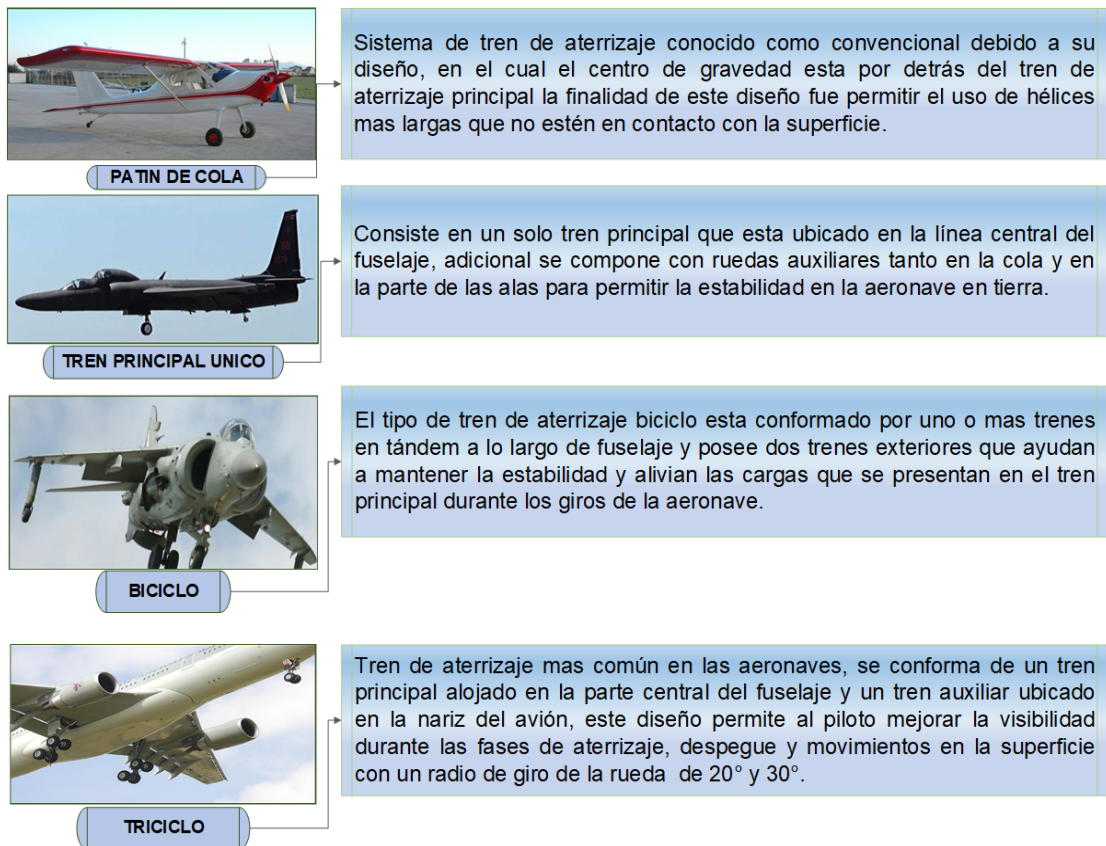 Sistema de tren de aterrizaje conocido como convencional debido a su
diseño, en el cual el centro de gravedad esta por detrás del tren de
aterrizaje principal la finalidad de este diseño fue permitir el uso de hélices
mas largas que no estén en contacto con la superficie.
PATIN DE COLA
Consiste en un solo tren principal que esta ubicado en la línea central del
fuselaje, adicional se compone con ruedas auxiliares tanto en la cola y en
la parte de las alas para permitir la estabilidad en la aeronave en tierra.
TREN PRINCIPAL UNICO
El tipo de tren de aterrizaje biciclo esta conformado por uno o mas trenes
en tándem a lo largo de fuselaje y posee dos trenes exteriores que ayudan
a mantener la estabilidad y alivian las cargas que se presentan en el tren
principal durante los giros de la aeronave.
BICICLO
Tren de aterrizaje mas común en las aeronaves, se conforma de un tren
principal alojado en la parte central del fuselaje y un tren auxiliar ubicado
en la nariz del avión, este diseño permite al piloto mejorar la visibilidad
durante las fases de aterrizaje, despegue y movimientos en la superficie
con un radio de giro de la rueda de 20° y 30°.
TRICICLO